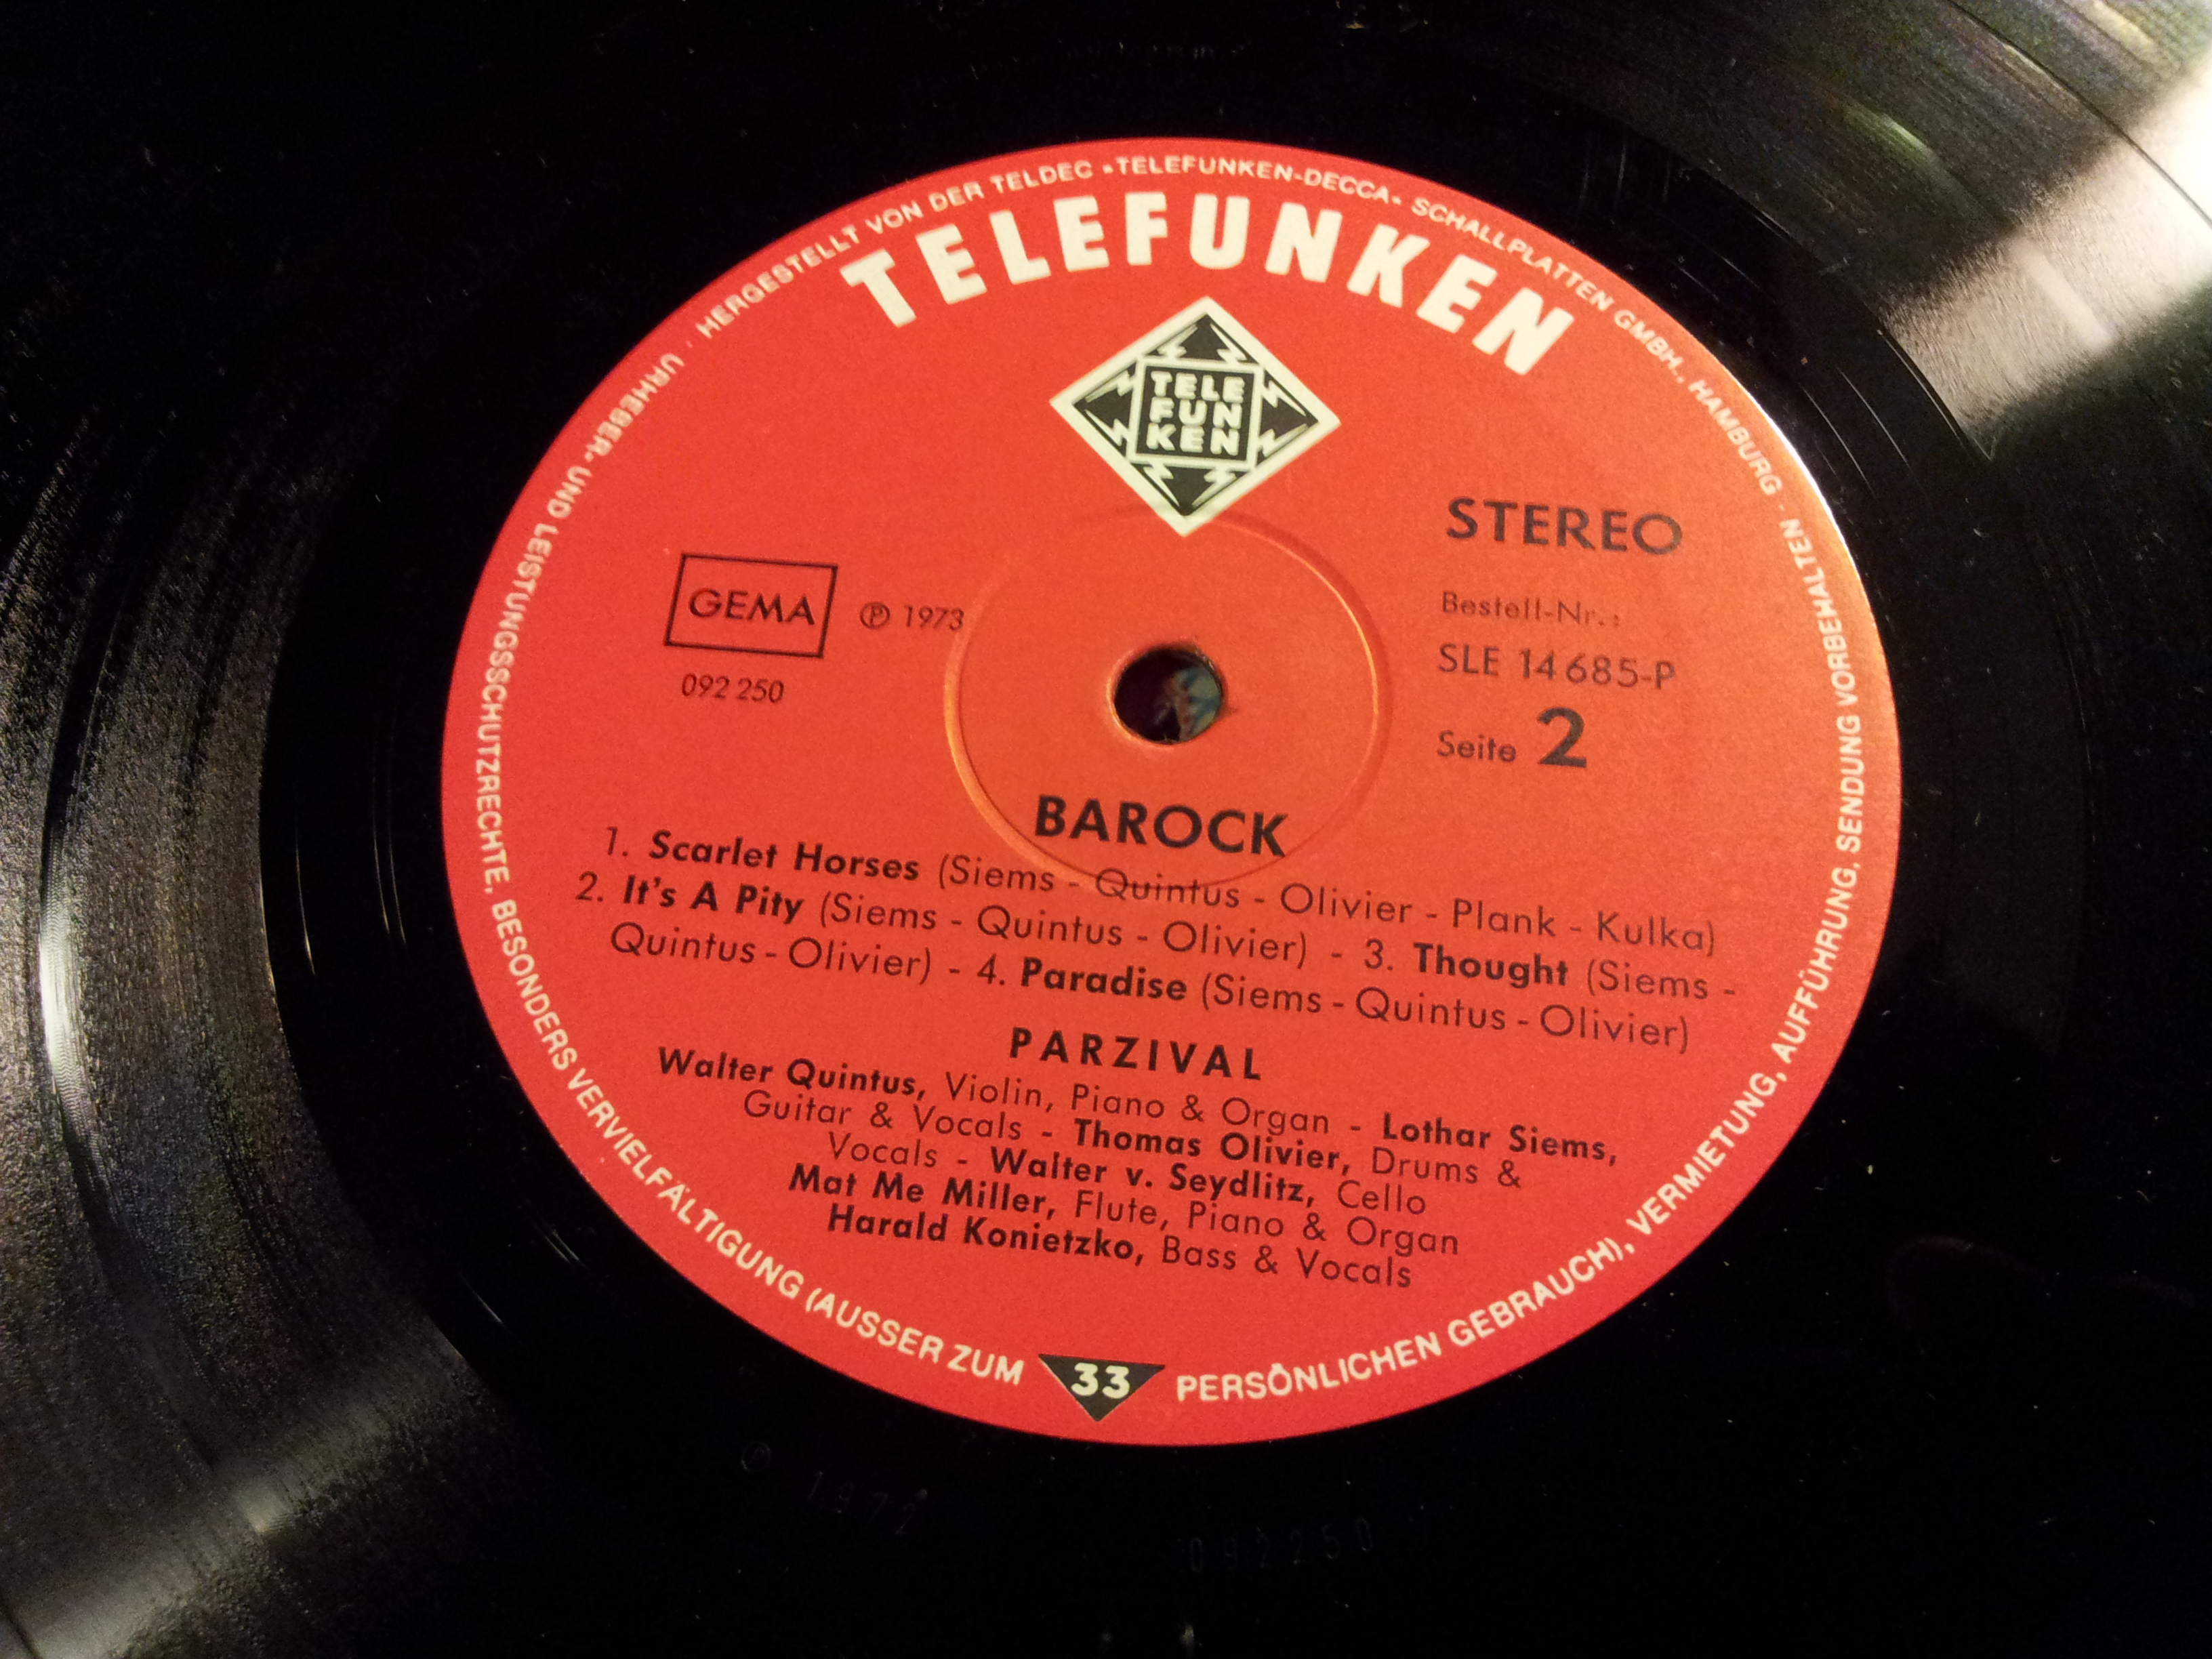 URHEBER- UND LEISTUNGSSCHUTZRECHTE, BESONDERS VERVIELFÄLTIGUNG (AUSSER ZUM PERSÖNLICHEN GEBRAUCH), VERMIETUNG, AUFFÜHRUNG, SENDUNG VORBEHALTEN · HERGESTELLT VON DER TELDEC »TELEFUNKEN-DECCA« SCHALLPLATTEN GMBH., HAMBURG ·
TELEFUNKEN
TELE
FUN
KEN
STEREO
GEMA
℗ 1973
092 250
Bestell-Nr.:
SLE 14 685-P
Seite 2
BAROCK
1. Scarlet Horses (Siems - Quintus - Olivier - Plank - Kulka)
2. It's A Pity (Siems - Quintus - Olivier) - 3. Thought (Siems -
Quintus - Olivier) - 4. Paradise (Siems - Quintus - Olivier)
PARZIVAL
Walter Quintus, Violin, Piano & Organ - Lothar Siems,
Guitar & Vocals - Thomas Olivier, Drums &
Vocals - Walter v. Seydlitz, Cello
Mat Me Miller, Flute, Piano & Organ
Harald Konietzko, Bass & Vocals
33
℗ 1972
092250